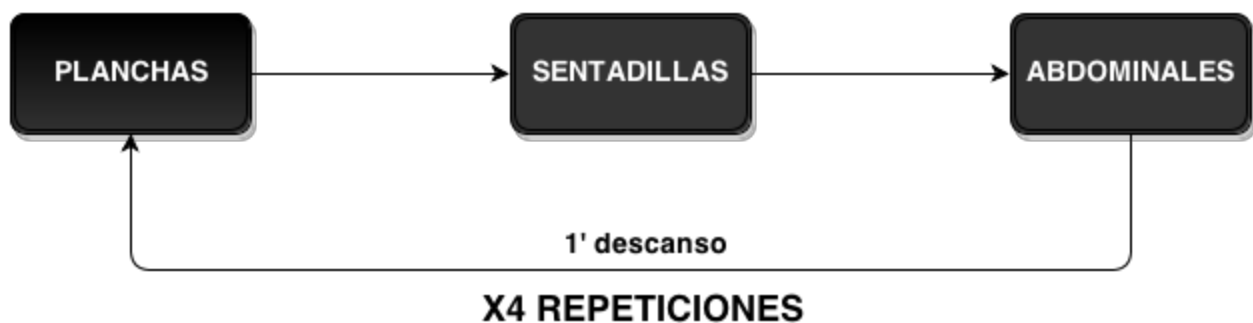 PLANCHAS
SENTADILLAS
ABDOMINALES
1' descanso
X4 REPETICIONES